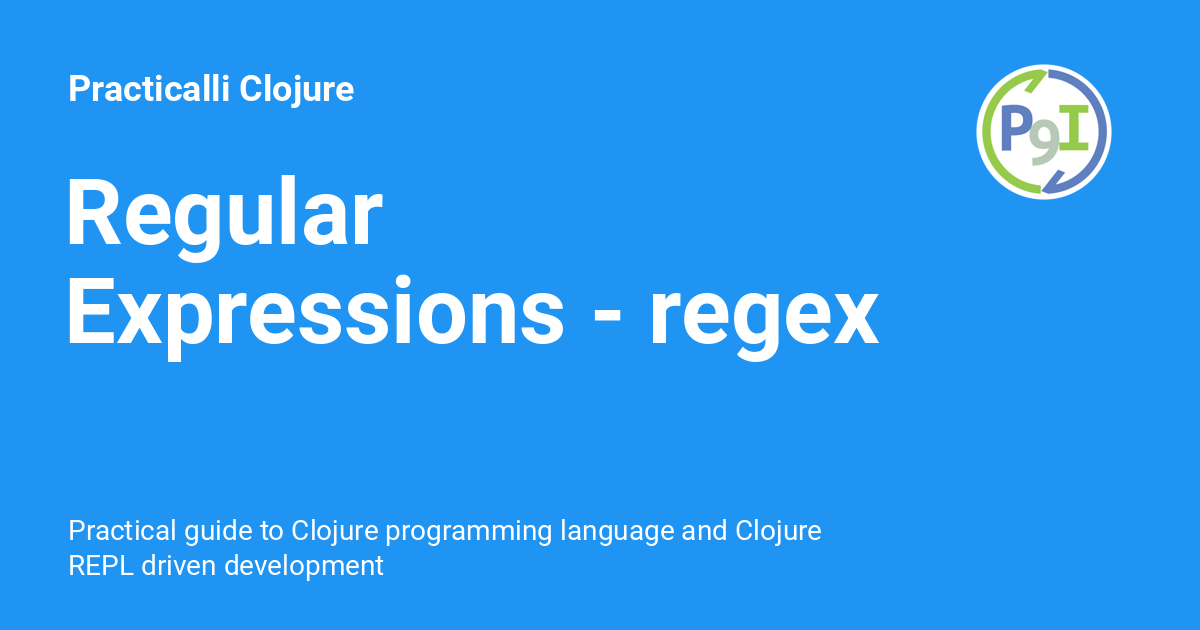 Practicalli Clojure
P9I
Regular
Expressions - regex
Practical guide to Clojure programming language and Clojure
REPL driven development